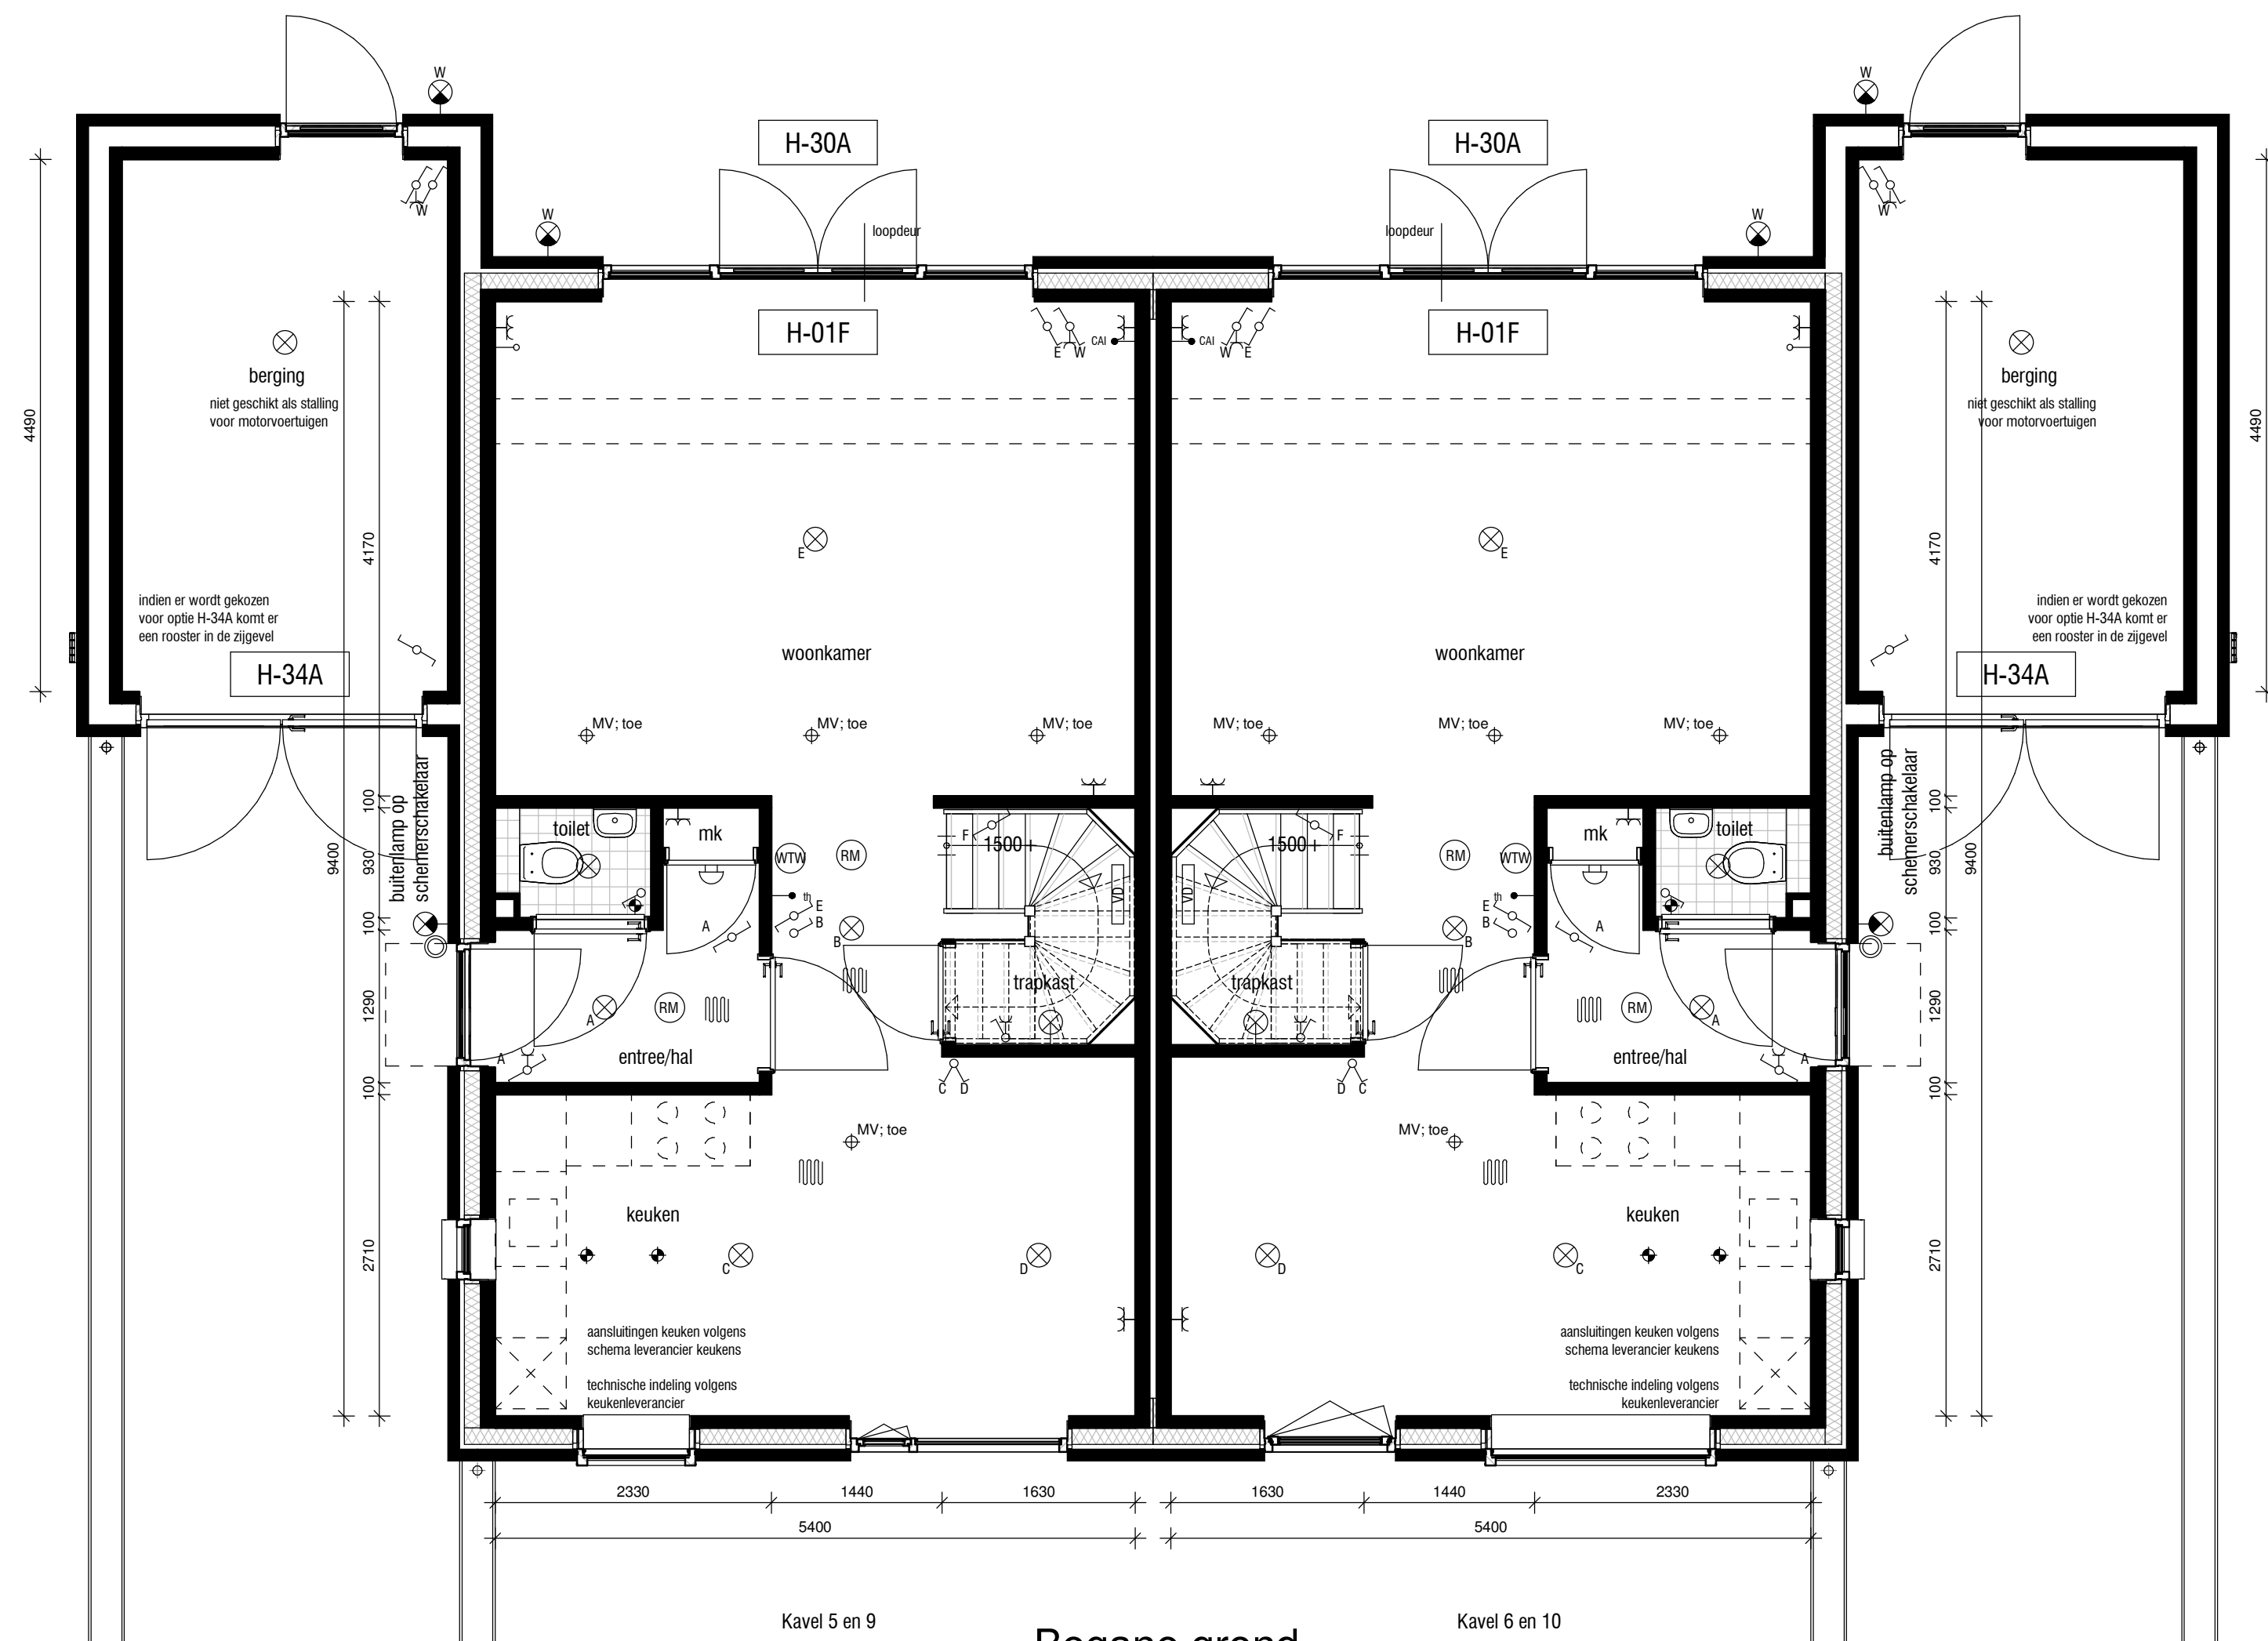 W
W
H-30A
H-30A
W
W
loopdeur
loopdeur
W
W
H-01F
H-01F
E W
CAI
CAI
W E
berging
niet geschikt als stalling
voor motorvoertuigen
berging
niet geschikt als stalling
voor motorvoertuigen
4490
4490
4170
4170
E
E
indien er wordt gekozen
voor optie H-34A komt er
een rooster in de zijgevel
indien er wordt gekozen
voor optie H-34A komt er
een rooster in de zijgevel
H-34A
H-34A
woonkamer
woonkamer
MV; toe
MV; toe
MV; toe
MV; toe
MV; toe
MV; toe
buitenlamp op
schemerschakelaar
buitenlamp op
schemerschakelaar
100
100
9400
930
930
9400
toilet
mk
WTW
RM
F
1500+
VD
VD
1500+
F
RM
WTW
mk
toilet
th
E
B
th
E
B
A
A
B
B
100
100
trapkast
trapkast
1290
1290
A
RM
RM
A
A
A
entree/hal
entree/hal
100
100
C D
D C
MV; toe
MV; toe
keuken
keuken
2710
2710
C
D
D
C
aansluitingen keuken volgens
schema leverancier keukens
technische indeling volgens
keukenleverancier
aansluitingen keuken volgens
schema leverancier keukens
technische indeling volgens
keukenleverancier
2330
1440
1630
1630
1440
2330
5400
5400
Kavel 5 en 9
Kavel 6 en 10
Begane grond